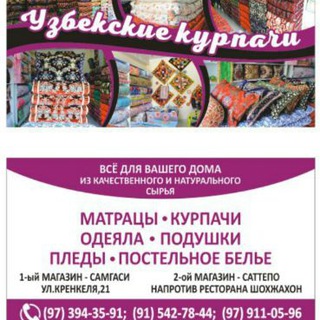 Узбекские курпачи
ВСЁ ДЛЯ ВАШЕГО ДОМА
ИЗ КАЧЕСТВЕННОГО И НАТУРАЛЬНОГО
СЫРЬЯ
МАТРАЦЫ • КУРПАЧИ
ОДЕЯЛА • ПОДУШКИ
ПЛЕДЫ • ПОСТЕЛЬНОЕ БЕЛЬЕ
1-ый МАГАЗИН - САМГАСИ
УЛ.КРЕНКЕЛЯ,21
2-ой МАГАЗИН - САТТЕПО
НАПРОТИВ РЕСТОРАНА ШОХЖАХОН
(97) 394-35-91; (91) 542-78-44; (97) 911-05-96